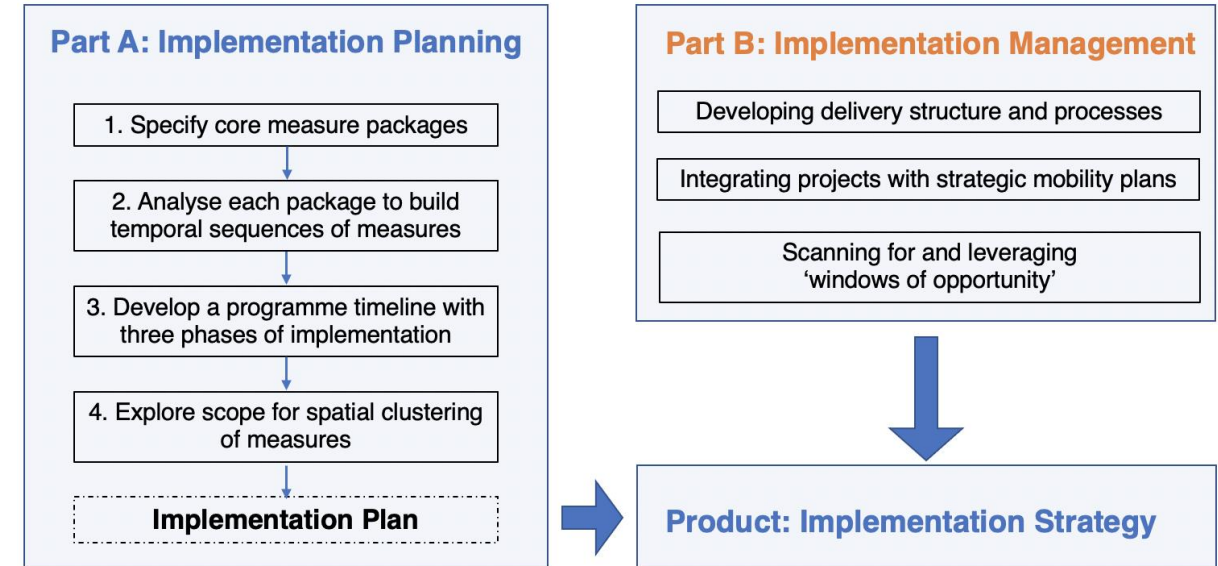 Part A: Implementation Planning
1. Specify core measure packages
2. Analyse each package to build
temporal sequences of measures
3. Develop a programme timeline with
three phases of implementation
4. Explore scope for spatial clustering
of measures
Implementation Plan
Part B: Implementation Management
Developing delivery structure and processes
Integrating projects with strategic mobility plans
Scanning for and leveraging
‘windows of opportunity’
Product: Implementation Strategy